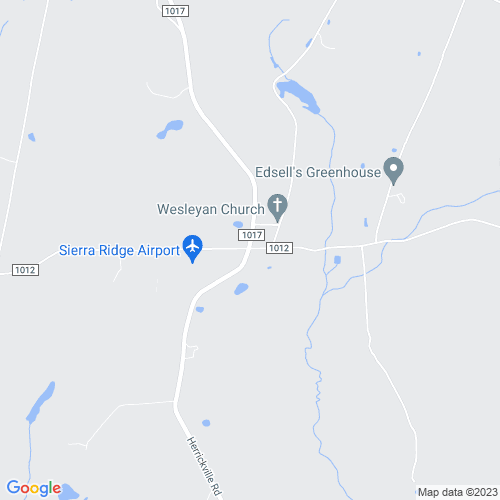 1017
Edsell's Greenhouse
Wesleyan Church
1017
Sierra Ridge Airport
1012
1012
Herrickville Rd
Google
Map data ©2023